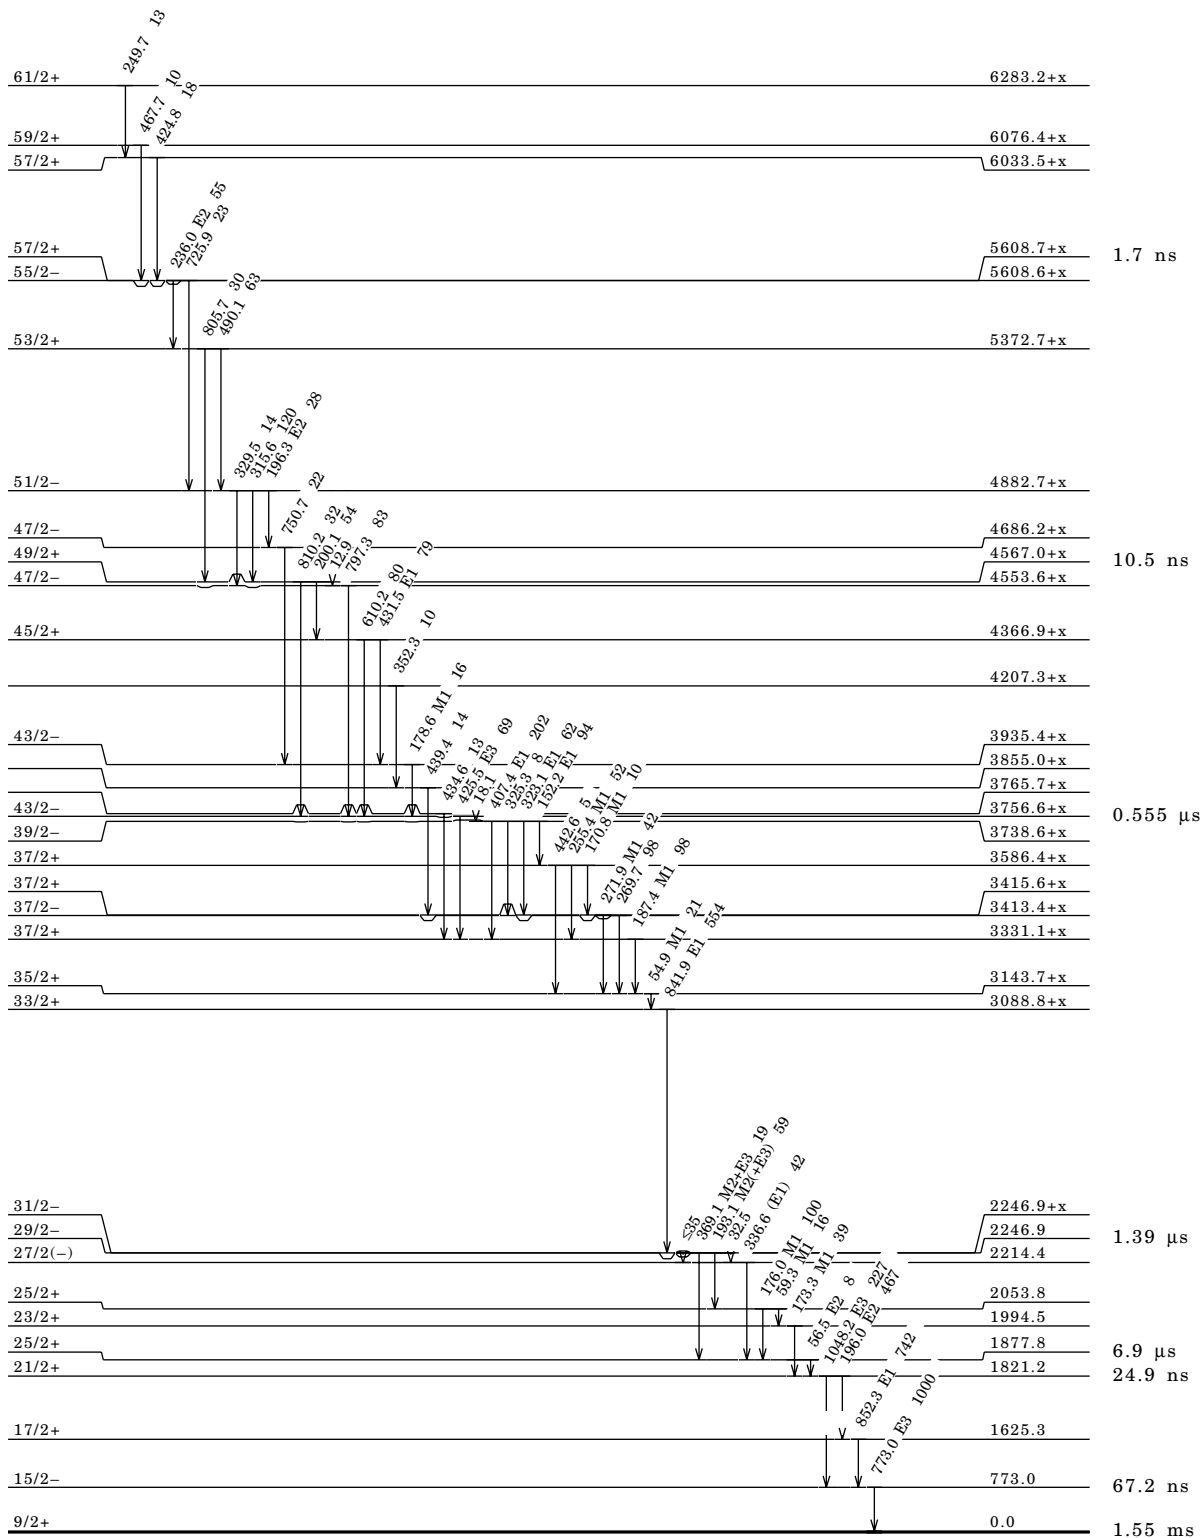 249.7 13
61/2+ 6283.2+x
467.7 10
424.8 18
59/2+ 6076.4+x
57/2+ 6033.5+x
236.0 E2 55
725.9 23
57/2+ 5608.7+x 1.7 ns
55/2− 5608.6+x
805.7 30
490.1 63
53/2+ 5372.7+x
329.5 14
315.6 120
196.3 E2 28
51/2− 4882.7+x
750.7 22
47/2− 4686.2+x
810.2 32
200.1 54
12.9
797.3 83
49/2+ 4567.0+x 10.5 ns
47/2− 4553.6+x
610.2 80
431.5 E1 79
45/2+ 4366.9+x
352.3 10
4207.3+x
178.6 M1 16
43/2− 3935.4+x
439.4 14
3855.0+x
434.6 13
425.5 E3 69
18.1
407.4 E1 202
325.3 8
323.1 E1 62
152.2 E1 94
3765.7+x
43/2− 3756.6+x 0.555 μs
39/2− 3738.6+x
442.6 5
255.4 M1 52
170.8 M1 10
37/2+ 3586.4+x
271.9 M1 42
269.7 98
37/2+ 3415.6+x
37/2− 3413.4+x
187.4 M1 98
37/2+ 3331.1+x
54.9 M1 21
35/2+ 3143.7+x
841.9 E1 554
33/2+ 3088.8+x
≤35
369.1 M2+E3 19
193.1 M2(+E3) 59
32.5
31/2− 2246.9+x
29/2− 2246.9 1.39 μs
336.6 (E1) 42
27/2(−) 2214.4
176.0 M1 100
59.3 M1 16
25/2+ 2053.8
173.3 M1 39
23/2+ 1994.5
56.5 E2 8
25/2+ 1877.8 6.9 μs
1048.2 E3 227
196.0 E2 467
21/2+ 1821.2 24.9 ns
852.3 E1 742
17/2+ 1625.3
773.0 E3 1000
15/2− 773.0 67.2 ns
9/2+ 0.0 1.55 ms